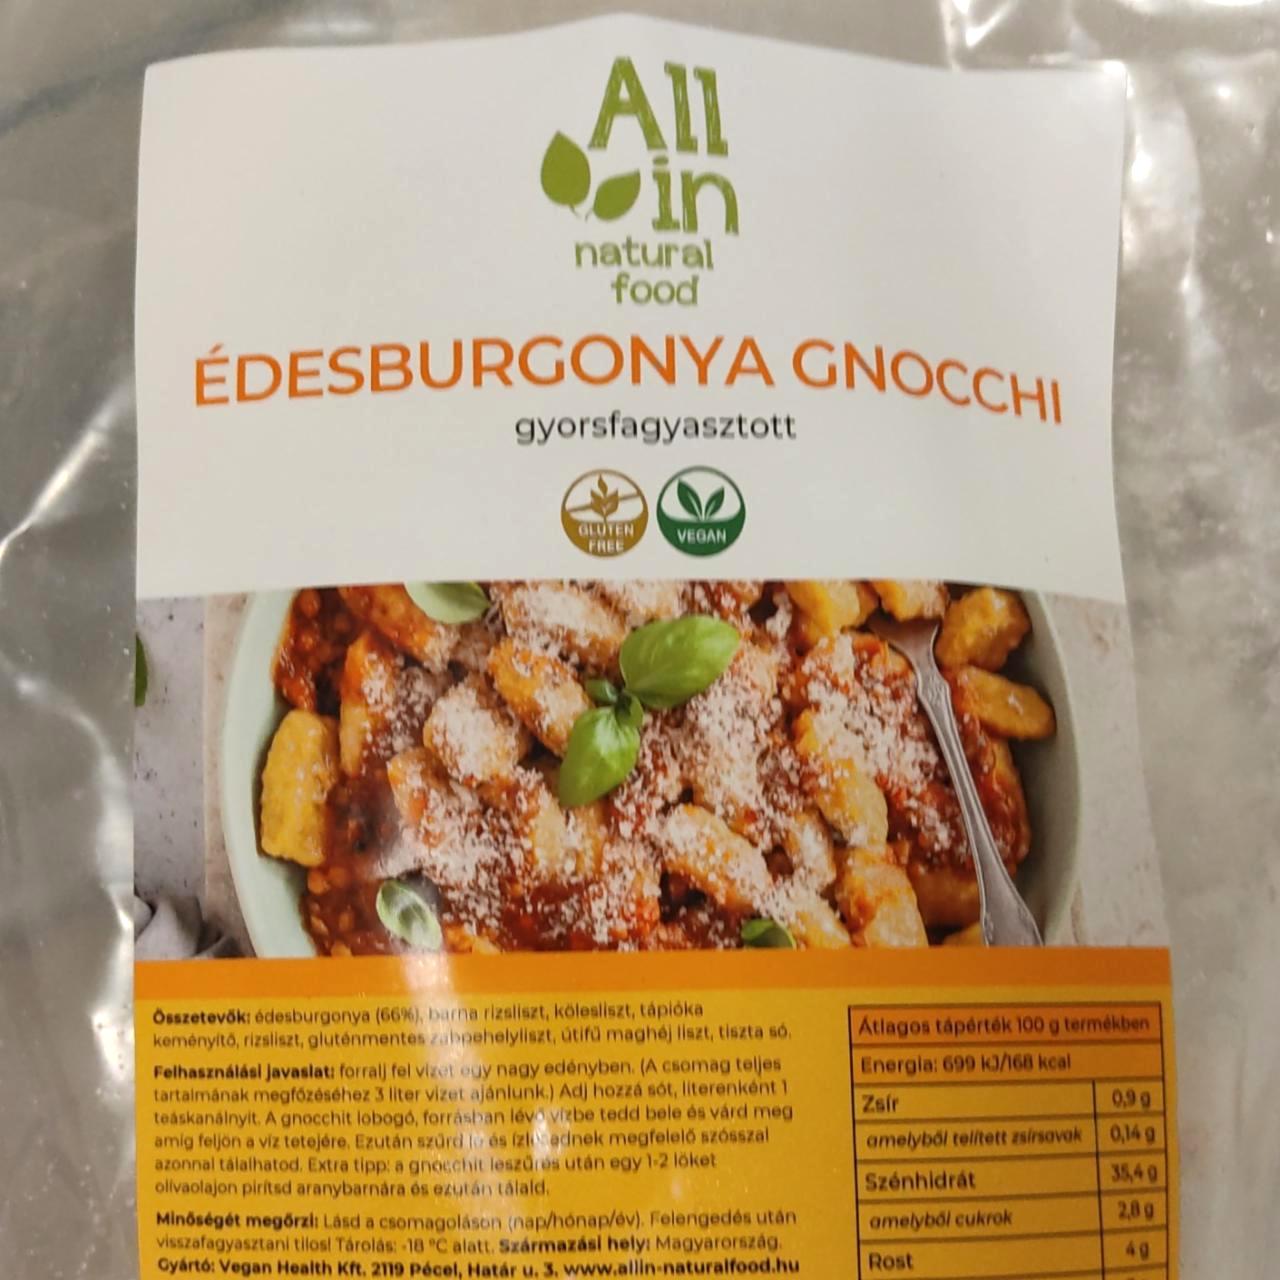 All
in
natural
food
ÉDESBURGONYA GNOCCHI
gyorsfagyasztott
GLUTEN
FREE
VEGAN
Összetevők: édesburgonya (66%), barna rizsliszt, kölesliszt, tápióka
keményítő, rizsliszt, gluténmentes zabpehelyliszt, útifű maghéj liszt, tiszta só.
Felhasználási javaslat: forralj fel vizet egy nagy edényben. (A csomag teljes
tartalmának megfőzéséhez 3 liter vizet ajánlunk.) Adj hozzá sót, literenként 1
teáskanálnyit. A gnocchit lobogó, forrásban lévő vízbe tedd bele és várd meg
amíg feljön a víz tetejére. Ezután szűrd le és ízlésednek megfelelő szósszal
azonnal tálalhatod. Extra tipp: a gnocchit leszűrés után egy 1-2 löket
olívaolajon pirítsd aranybarnára és ezután tálald.
Minőségét megőrzi: Lásd a csomagoláson (nap/hónap/év). Felengedés után
visszafagyasztani tilos! Tárolás: -18 °C alatt. Származási hely: Magyarország.
Gyártó: Vegan Health Kft. 2119 Pécel, Határ u. 3. www.allin-naturalfood.hu
Átlagos tápérték 100 g termékben
Energia: 699 kJ/168 kcal
Zsír 0,9 g
amelyből telített zsírsavak 0,14 g
Szénhidrát 35,4 g
amelyből cukrok 2,8 g
Rost 4 g